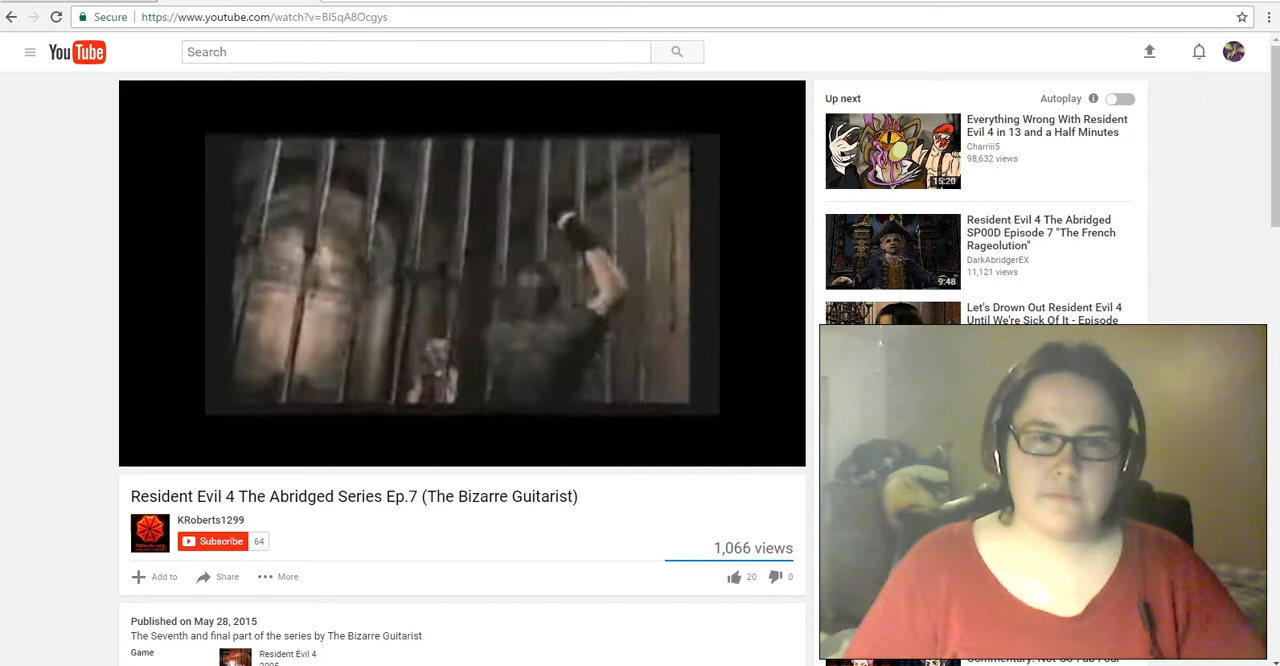 Secure
https://www.youtube.com/watch?v=BI5qA8Ocgys
YouTube
Search
Up next
Autoplay
Everything Wrong With Resident
Evil 4 in 13 and a Half Minutes
Charriii5
98,632 views
15:20
Resident Evil 4 The Abridged
SP00D Episode 7 "The French
Rageolution"
DarkAbridgerEX
11,121 views
9:48
Let's Drown Out Resident Evil 4
Until We're Sick Of It - Episode
Resident Evil 4 The Abridged Series Ep.7 (The Bizarre Guitarist)
KRoberts1299
Subscribe
64
1,066 views
Add to
Share
More
20
0
Published on May 28, 2015
The Seventh and final part of the series by The Bizarre Guitarist
Game
Resident Evil 4
2005